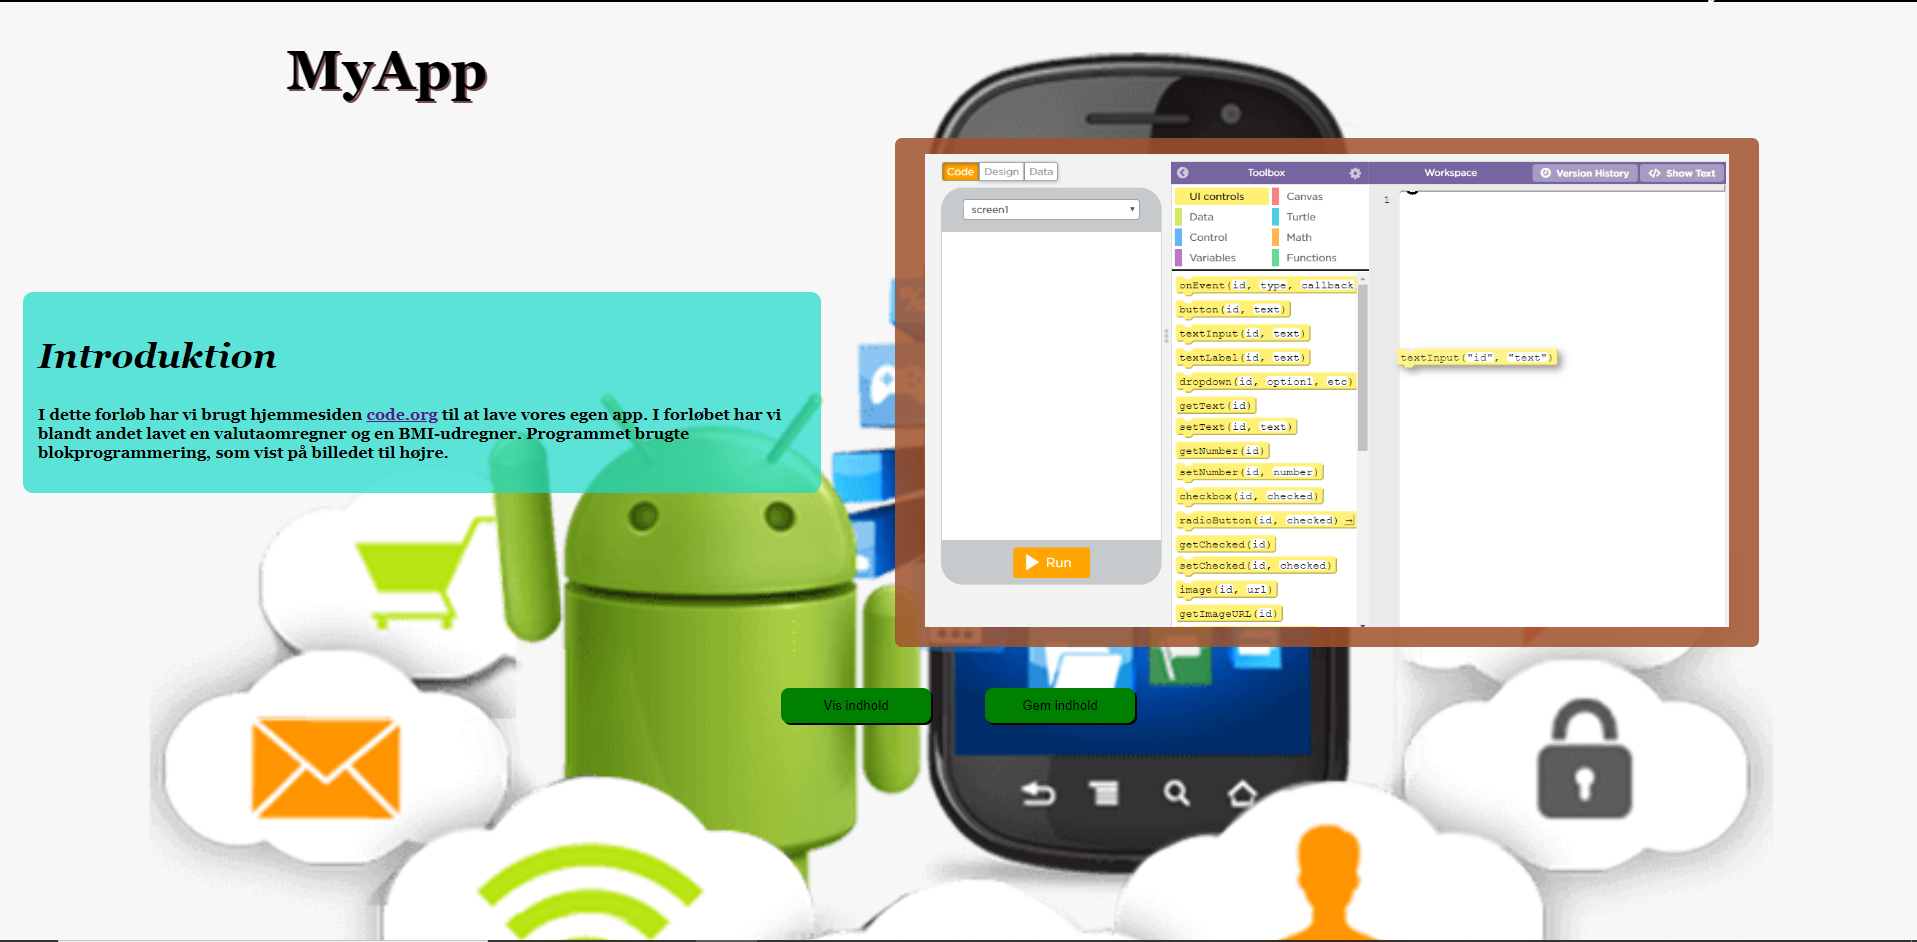 MyApp
Introduktion
I dette forløb har vi brugt hjemmesiden code.org til at lave vores egen app. I forløbet har vi
blandt andet lavet en valutaomregner og en BMI-udregner. Programmet brugte
blokprogrammering, som vist på billedet til højre.
Code Design Data
screen1
Run
Toolbox
UI controls Canvas
Data Turtle
Control Math
Variables Functions
onEvent(id, type, callback
button(id, text)
textInput(id, text)
textLabel(id, text)
dropdown(id, option1, etc)
getText(id)
setText(id, text)
getNumber(id)
setNumber(id, number)
checkbox(id, checked)
radioButton(id, checked)
getChecked(id)
setChecked(id, checked)
image(id, url)
getImageURL(id)
Workspace Version History Show Text
1
textInput("id", "text")
Vis indhold Gem indhold